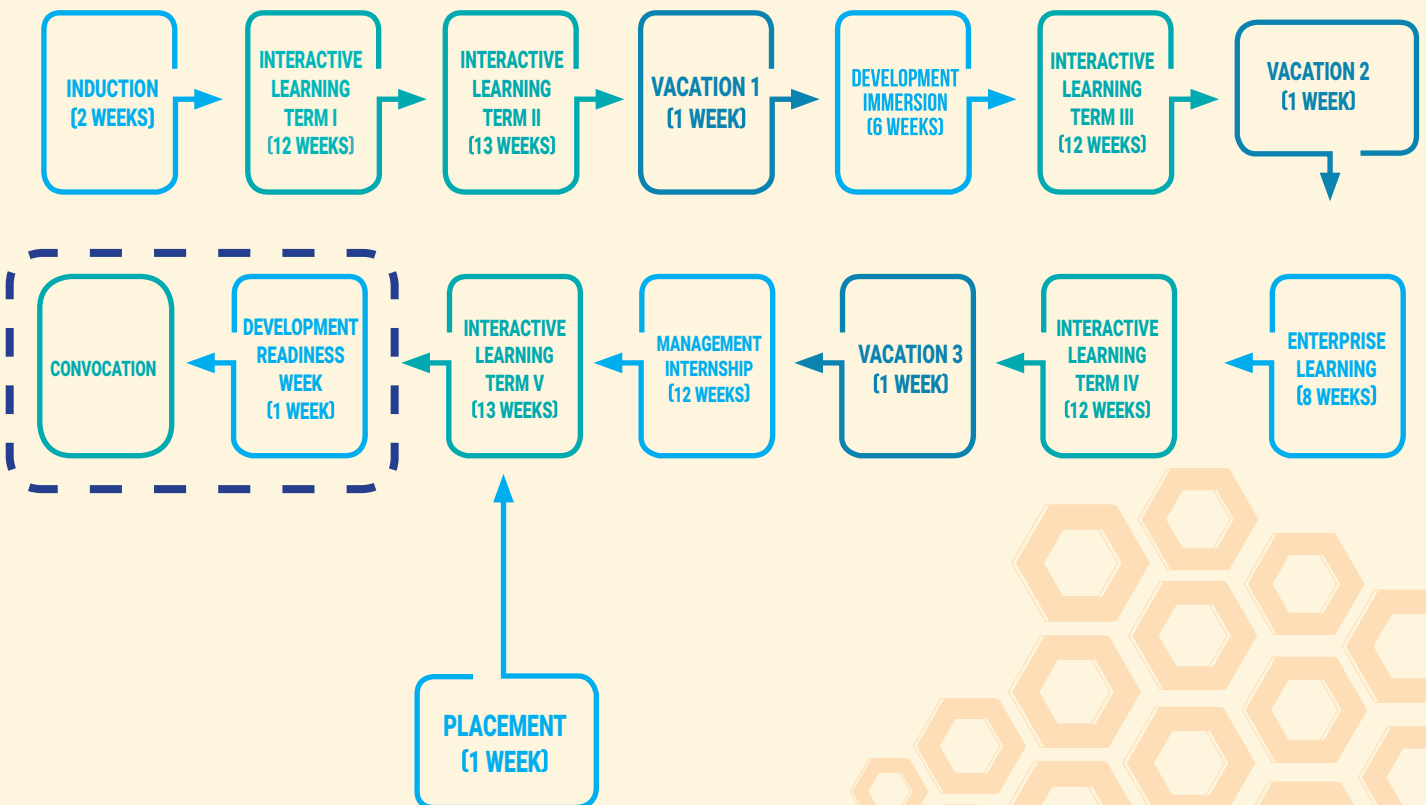 INDUCTION
(2 WEEKS)
INTERACTIVE
LEARNING
TERM I
(12 WEEKS)
INTERACTIVE
LEARNING
TERM II
(13 WEEKS)
VACATION 1
(1 WEEK)
DEVELOPMENT
IMMERSION
(6 WEEKS)
INTERACTIVE
LEARNING
TERM III
(12 WEEKS)
VACATION 2
(1 WEEK)
ENTERPRISE
LEARNING
(8 WEEKS)
INTERACTIVE
LEARNING
TERM IV
(12 WEEKS)
VACATION 3
(1 WEEK)
MANAGEMENT
INTERNSHIP
(12 WEEKS)
INTERACTIVE
LEARNING
TERM V
(13 WEEKS)
DEVELOPMENT
READINESS
WEEK
(1 WEEK)
CONVOCATION
PLACEMENT
(1 WEEK)